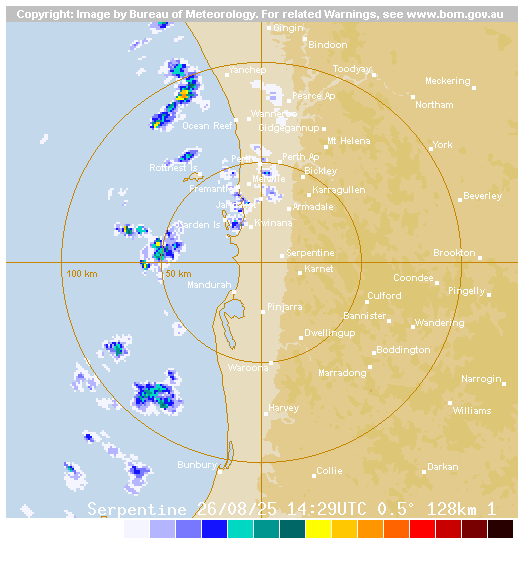 Copyright: Image by Bureau of Meteorology. For related Warnings, see www.bom.gov.au
Gingin
Bindoon
Yanchep
Toodyay
Meckering
Pearce Ap
Northam
Wanneroo
Ocean Reef
Gidgegannup
Mt Helena
York
Perth
Perth Ap
Rottnest Is
Bickley
Melville
Fremantle
Karragullen
Beverley
Armadale
Garden Is
Kwinana
Serpentine
Brookton
100 km
50 km
Karnet
Mandurah
Coondee
Pingelly
Culford
Pinjarra
Bannister
Wandering
Dwellingup
Boddington
Waroona
Marradong
Narrogin
Harvey
Williams
Bunbury
Collie
Darkan
Serpentine 26/08/25 14:29UTC 0.5° 128km 1